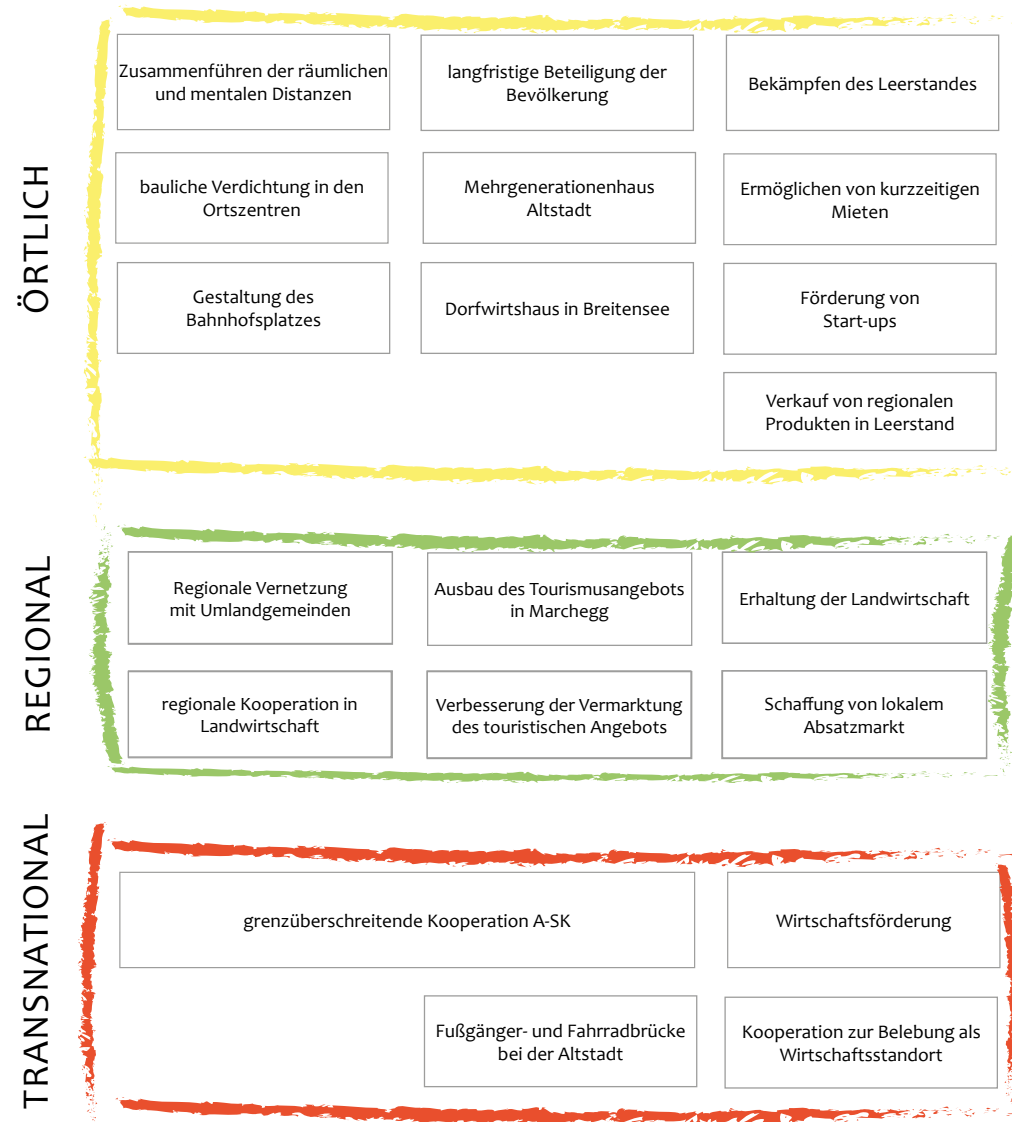 ÖRTLICH
Zusammenführen der räumlichen
und mentalen Distanzen
langfristige Beteiligung der
Bevölkerung
Bekämpfen des Leerstandes
bauliche Verdichtung in den
Ortszentren
Mehrgenerationenhaus
Altstadt
Ermöglichen von kurzzeitigen
Mieten
Gestaltung des
Bahnhofsplatzes
Dorfwirtshaus in Breitensee
Förderung von
Start-ups
Verkauf von regionalen
Produkten in Leerstand
REGIONAL
Regionale Vernetzung
mit Umlandgemeinden
Ausbau des Tourismusangebots
in Marchegg
Erhaltung der Landwirtschaft
regionale Kooperation in
Landwirtschaft
Verbesserung der Vermarktung
des touristischen Angebots
Schaffung von lokalem
Absatzmarkt
TRANSNATIONAL
grenzüberschreitende Kooperation A-SK
Wirtschaftsförderung
Fußgänger- und Fahrradbrücke
bei der Altstadt
Kooperation zur Belebung als
Wirtschaftsstandort